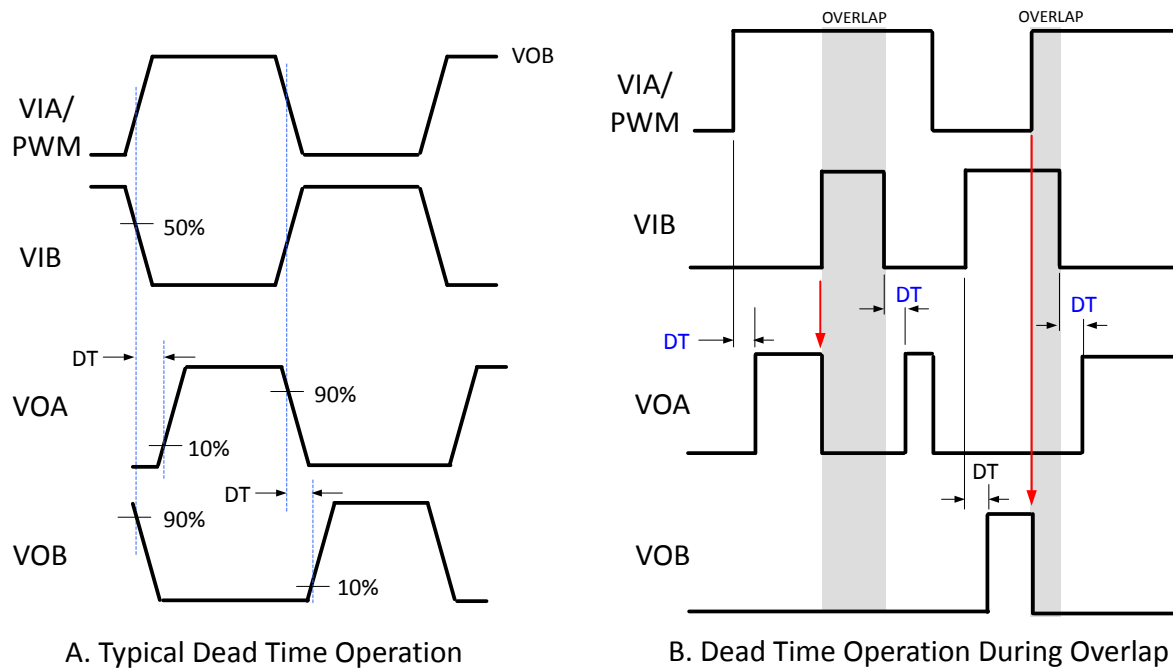 VOB
VIA/
PWM
VIB
50%
DT
VOA
90%
10%
DT
90%
VOB
10%
A. Typical Dead Time Operation
OVERLAP
OVERLAP
VIA/
PWM
VIB
DT
DT
DT
VOA
DT
VOB
B. Dead Time Operation During Overlap